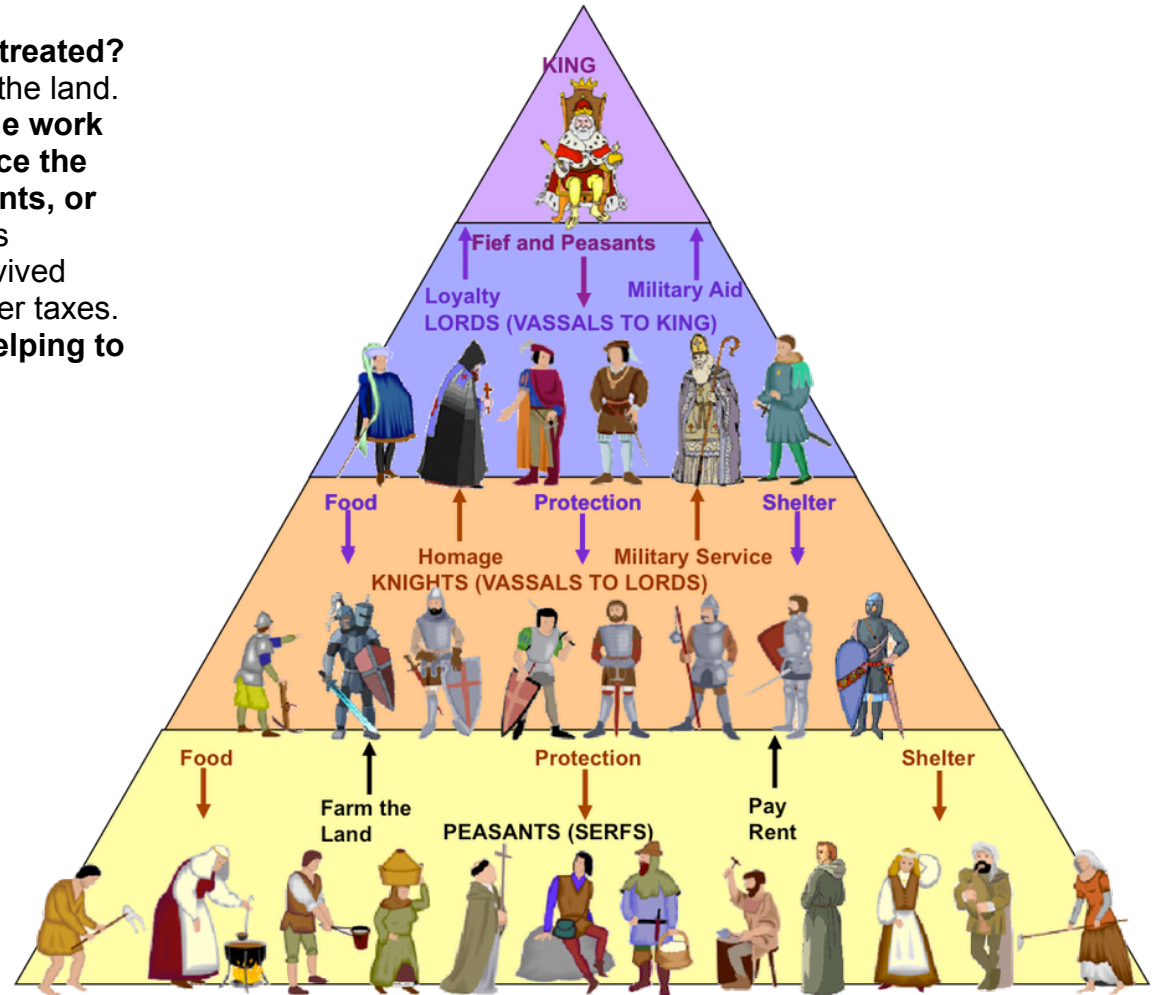 treated?
the land.
e work
ce the
nts, or
s
vived
er taxes.
elping to
KING
Fief and Peasants
Loyalty
Military Aid
LORDS (VASSALS TO KING)
Food
Protection
Shelter
Homage
Military Service
KNIGHTS (VASSALS TO LORDS)
Food
Protection
Shelter
Farm the
Land
Pay
Rent
PEASANTS (SERFS)